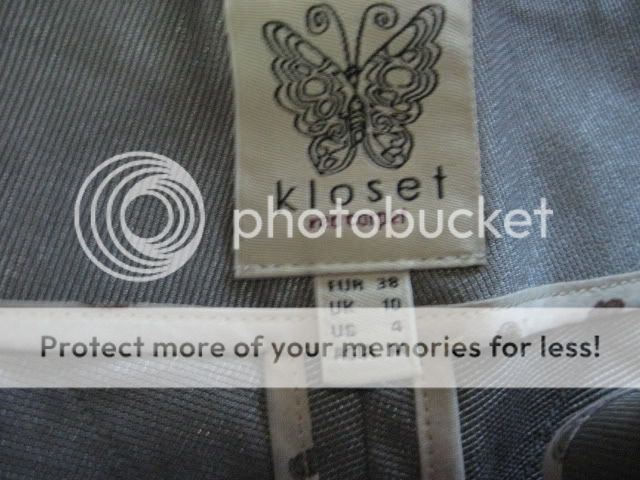 kloset
photobucket
EUR 38
UK 10
US 4
Protect more of your memories for less!